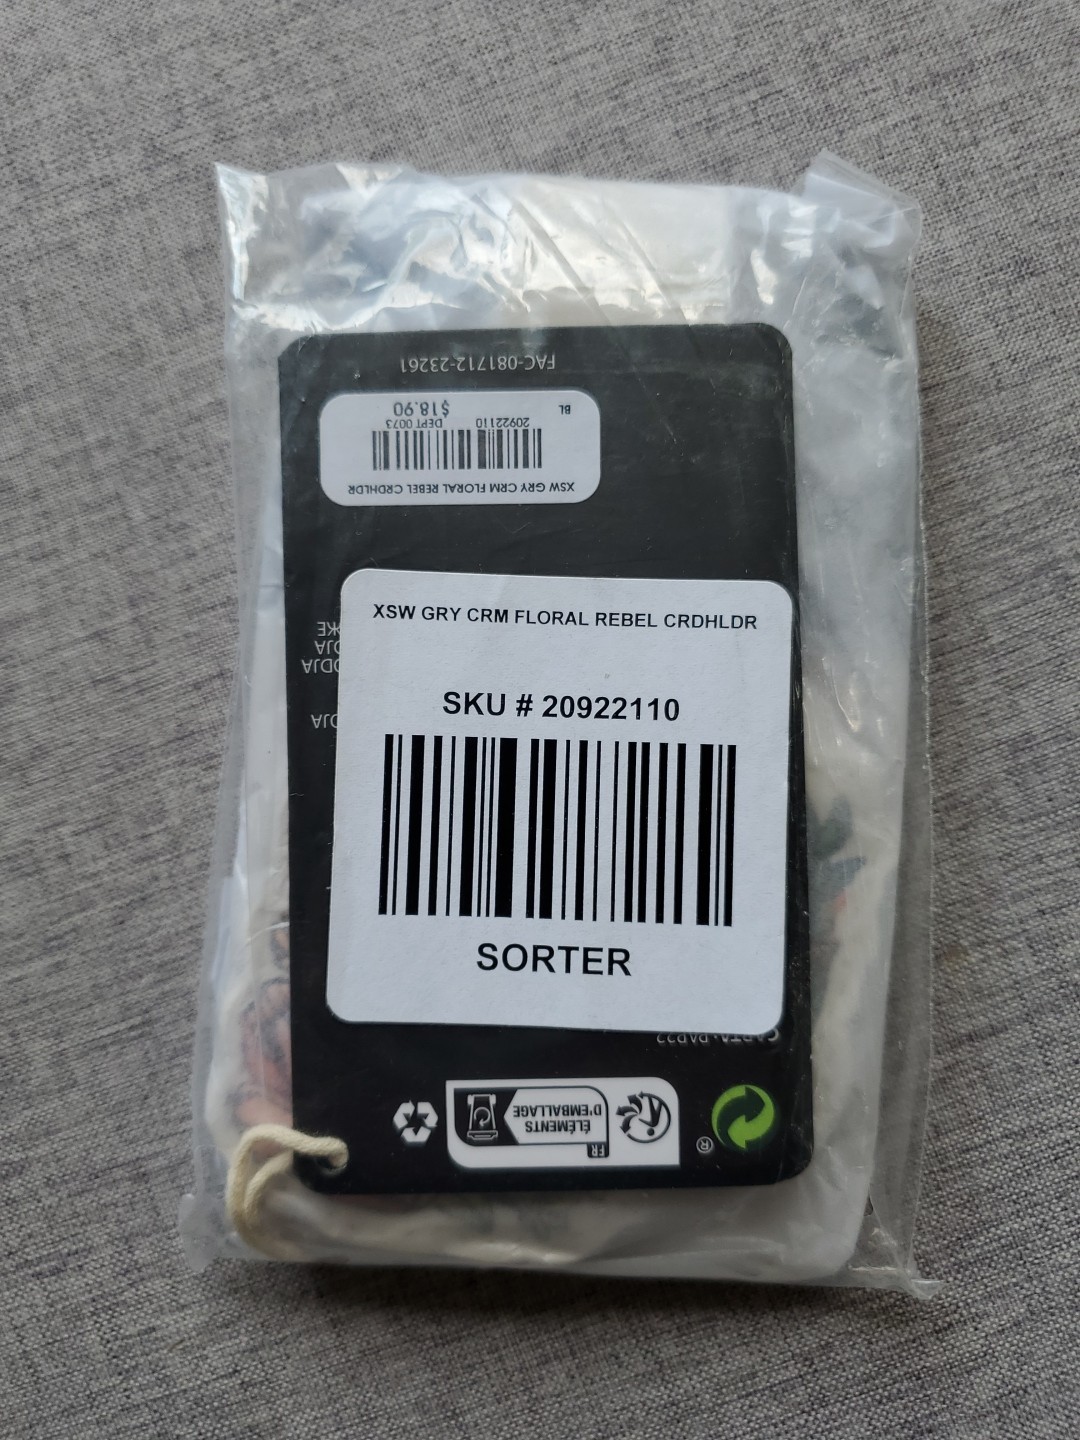 XSW GRY CRM FLORAL REBEL CRDHLDR
SKU # 20922110
SORTER
FAC-081712-23261
XSW GRY CRM FLORAL REBEL CRDHLDR
20922110 DEPT 0073
BL $18.90
FR
ÉLÉMENTS
D'EMBALLAGE
®